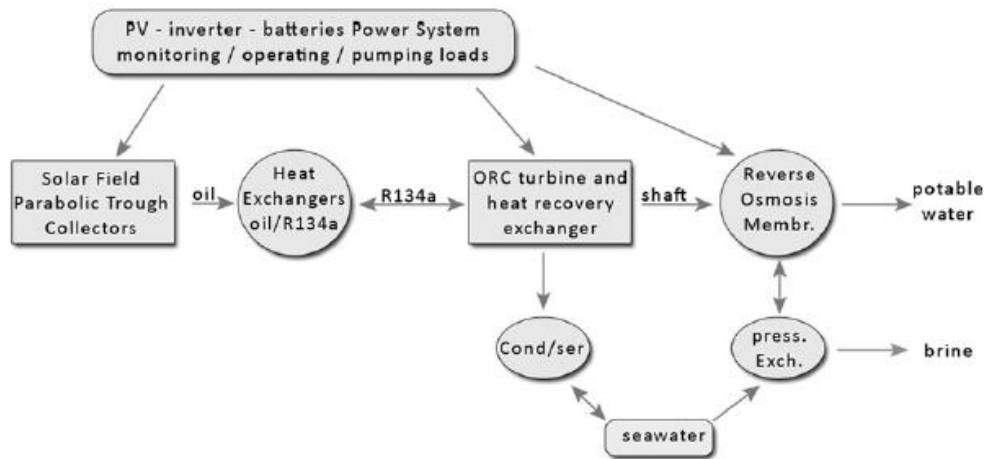 PV - inverter - batteries Power System
monitoring / operating / pumping loads
Solar Field
Parabolic Trough
Collectors
oil
Heat
Exchangers
oil/R134a
R134a
ORC turbine and
heat recovery
exchanger
shaft
Reverse
Osmosis
Membr.
potable
water
Cond/ser
press.
Exch.
brine
seawater